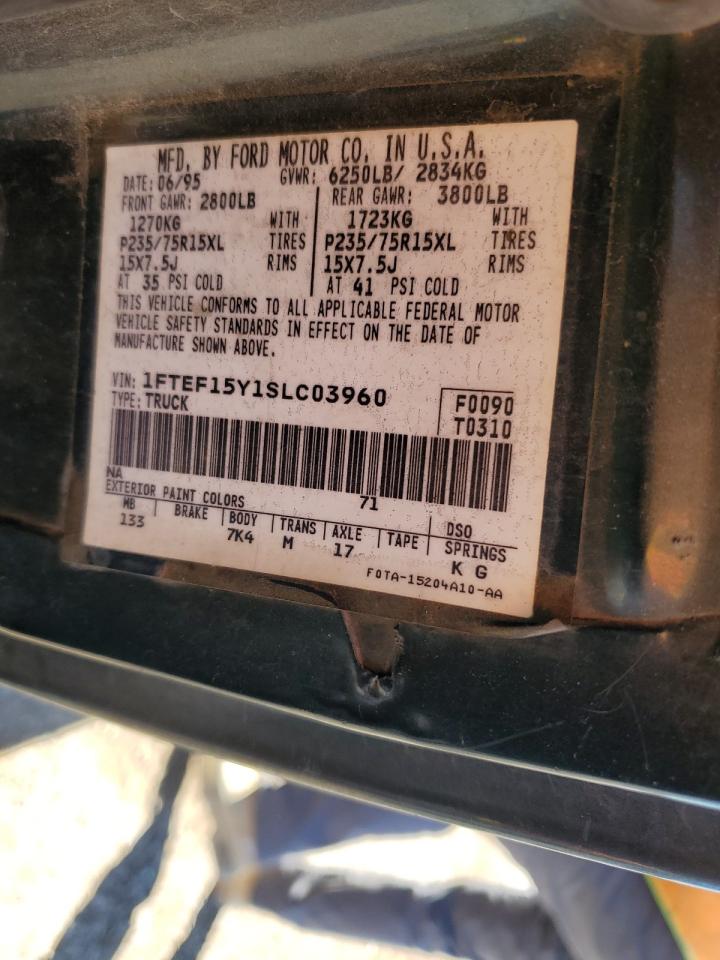 MFD. BY FORD MOTOR CO. IN U.S.A.
DATE: 06/95 GVWR: 6250LB/ 2834KG
FRONT GAWR: 2800LB REAR GAWR: 3800LB
1270KG WITH 1723KG WITH
P235/75R15XL TIRES P235/75R15XL TIRES
15X7.5J RIMS 15X7.5J RIMS
AT 35 PSI COLD AT 41 PSI COLD
THIS VEHICLE CONFORMS TO ALL APPLICABLE FEDERAL MOTOR
VEHICLE SAFETY STANDARDS IN EFFECT ON THE DATE OF
MANUFACTURE SHOWN ABOVE.
VIN: 1FTEF15Y1SLC03960 F0090
TYPE: TRUCK T0310
NA 71
EXTERIOR PAINT COLORS DSO
WB BRAKE BODY TRANS AXLE TAPE SPRINGS
133 7K4 M 17 K G
F0TA-15204A10-AA